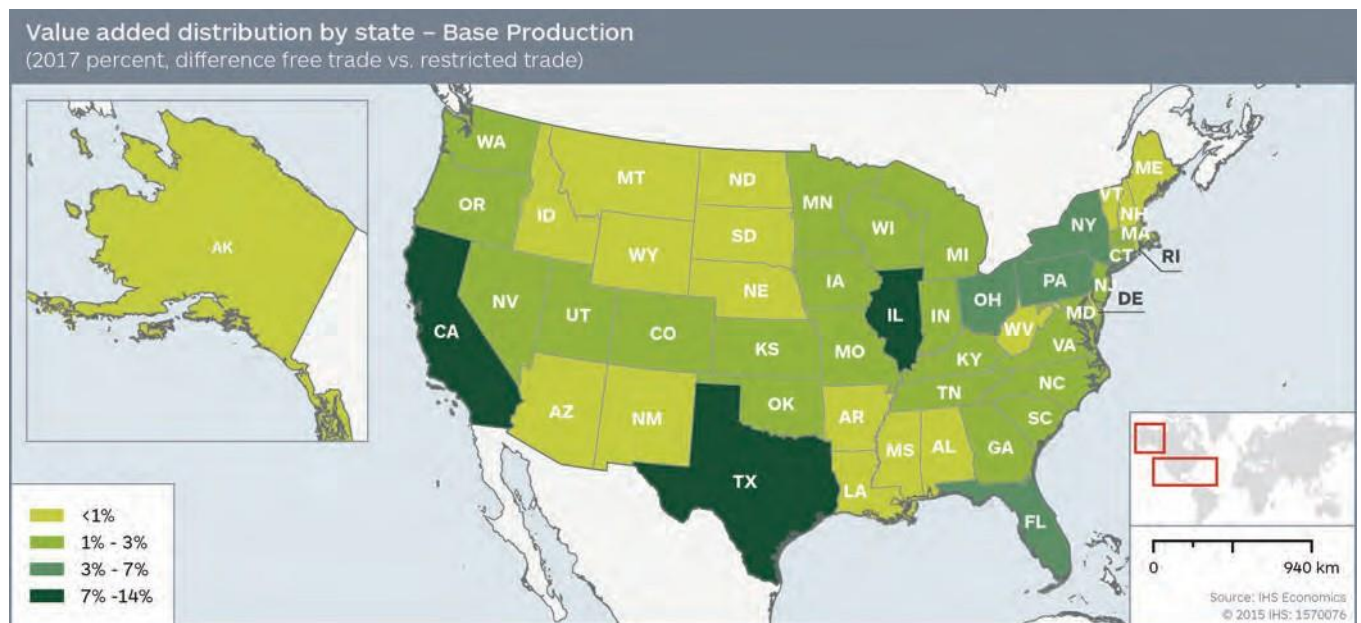 Value added distribution by state – Base Production
(2017 percent, difference free trade vs. restricted trade)
AK
WA
OR
CA
ID
NV
MT
WY
UT
AZ
CO
NM
ND
SD
NE
KS
OK
TX
MN
IA
MO
AR
LA
WI
IL
MI
IN
KY
TN
MS
AL
OH
WV
VA
NC
SC
GA
FL
PA
NY
MD
NJ
DE
CT
RI
MA
VT
NH
ME
<1%
1% - 3%
3% - 7%
7% -14%
0
940 km
Source: IHS Economics
© 2015 IHS: 1570076